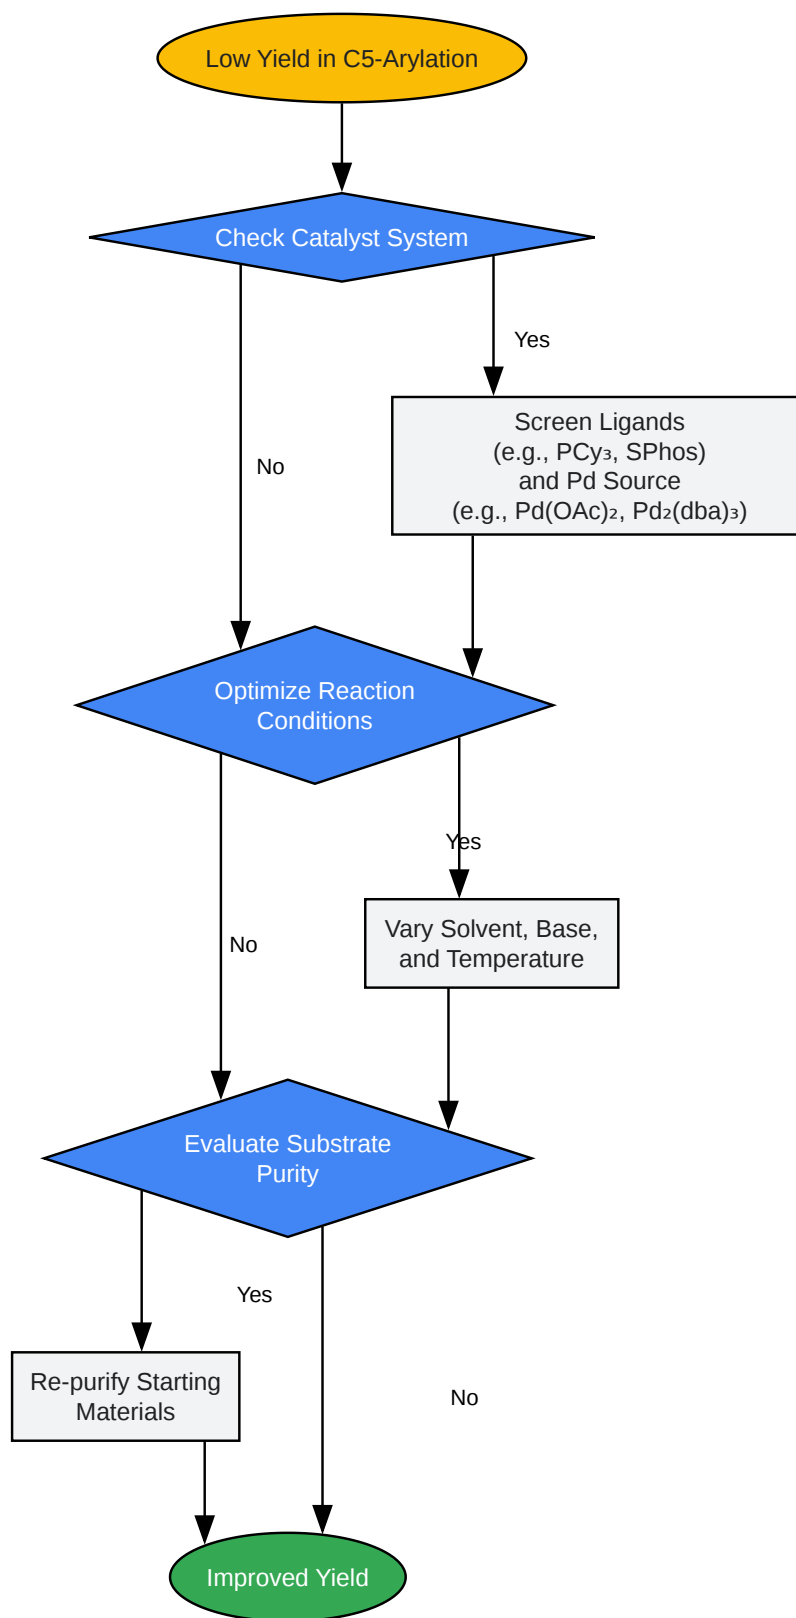 Low Yield in C5-Arylation
Check Catalyst System
Yes
Screen Ligands
(e.g., PCy₃, SPhos)
and Pd Source
(e.g., Pd(OAc)₂, Pd₂(dba)₃)
No
Optimize Reaction
Conditions
Yes
Vary Solvent, Base,
and Temperature
No
Evaluate Substrate
Purity
Yes
Re-purify Starting
Materials
No
Improved Yield